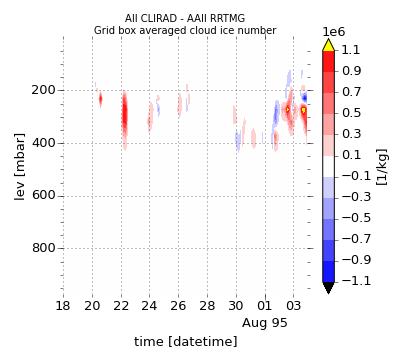 All CLIRAD - AAll RRTMG
Grid box averaged cloud ice number
1e6
1.1
0.9
0.7
0.5
0.3
0.1
−0.1
−0.3
−0.5
−0.7
−0.9
−1.1
[1/kg]
lev [mbar]
200
400
600
800
18 20 22 24 26 28 30 01 03
Aug 95
time [datetime]